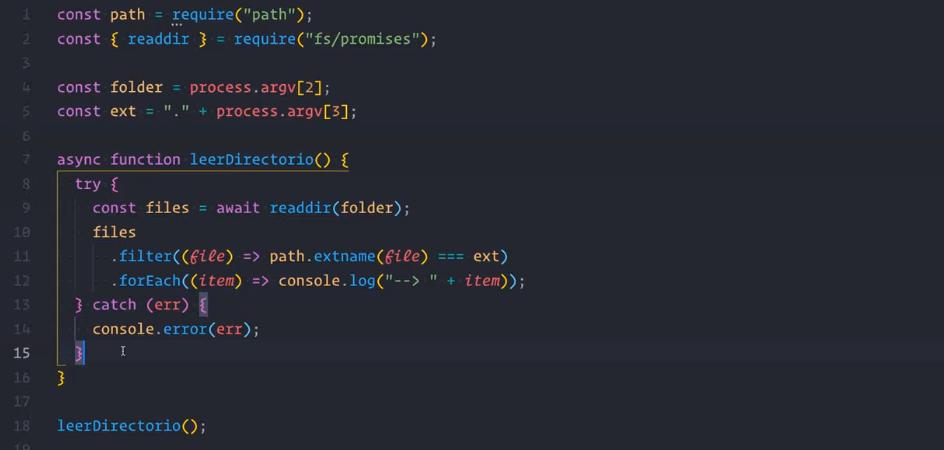 1 const path = require("path");
2 const { readdir } = require("fs/promises");
3
4 const folder = process.argv[2];
5 const ext = "." + process.argv[3];
6
7 async function leerDirectorio() {
8 try {
9 const files = await readdir(folder);
10 files
11 .filter((file) => path.extname(file) === ext)
12 .forEach((item) => console.log("--> " + item));
13 } catch (err) {
14 console.error(err);
15 }
16 }
17
18 leerDirectorio();
19